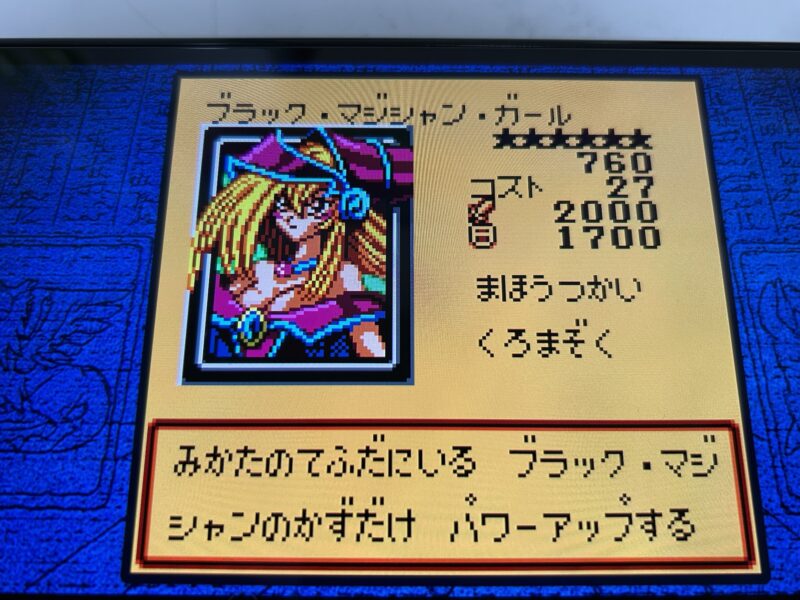 ブラック・マジシャン・ガール
★★★★★★
760
コスト 27
2000
1700
まほうつかい
くろまぞく
みかたのてふだにいる ブラック・マジ
シャンのかずだけ パワーアップする